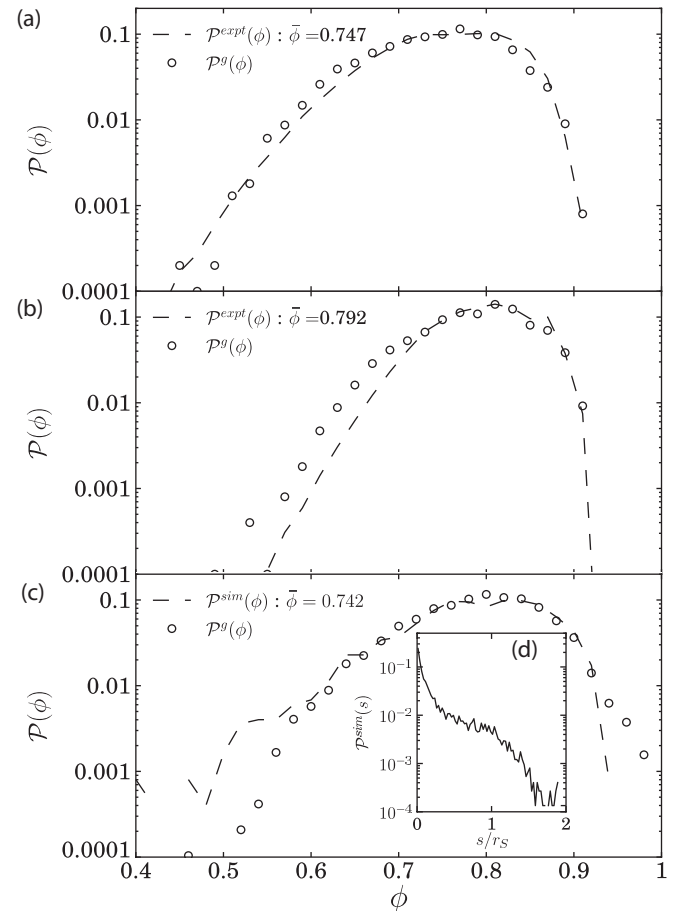 (a)
𝒫^{expt}(ϕ) : ϕ̄ = 0.747
𝒫^g(ϕ)
𝒫(ϕ)
0.1
0.01
0.001
0.0001
(b)
𝒫^{expt}(ϕ) : ϕ̄ = 0.792
𝒫^g(ϕ)
𝒫(ϕ)
0.1
0.01
0.001
0.0001
(c)
𝒫^{sim}(ϕ) : ϕ̄ = 0.742
𝒫^g(ϕ)
𝒫(ϕ)
0.1
0.01
0.001
0.0001
(d)
𝒫^{sim}(s)
10^{-1}
10^{-2}
10^{-3}
10^{-4}
0 1 2
s/r_S
0.4 0.5 0.6 0.7 0.8 0.9 1
ϕ